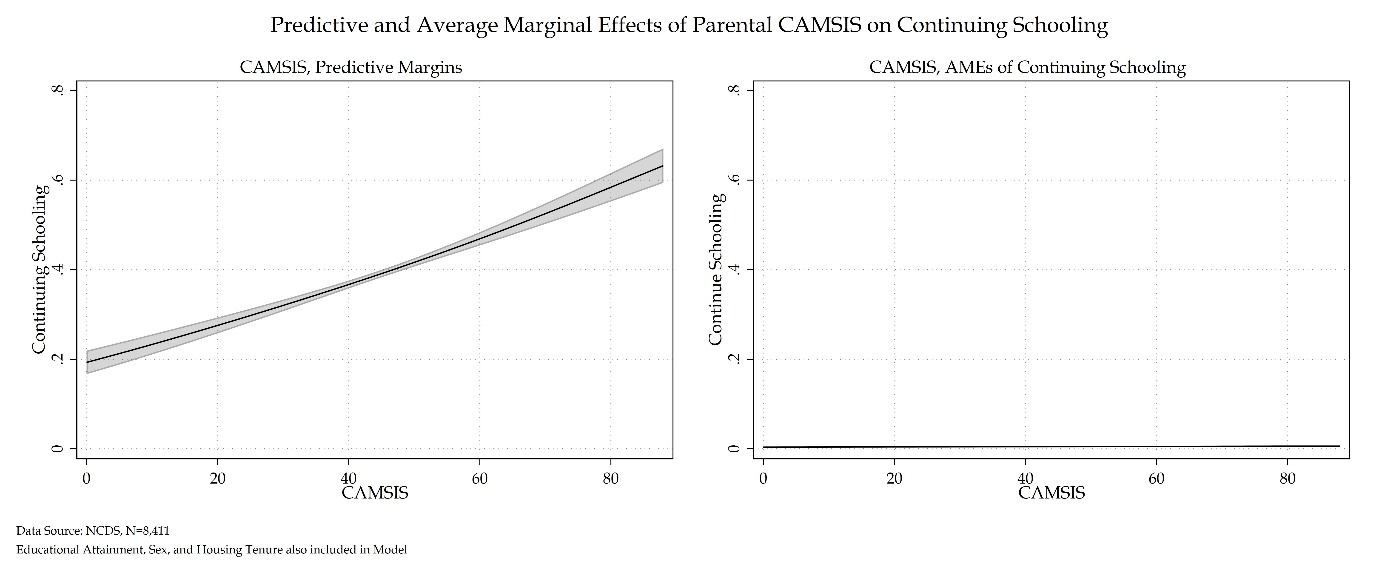 Predictive and Average Marginal Effects of Parental CAMSIS on Continuing Schooling
CAMSIS, Predictive Margins
Continuing Schooling
.8
.6
.4
.2
0
0 20 40 60 80
CAMSIS
CAMSIS, AMEs of Continuing Schooling
Continue Schooling
.8
.6
.4
.2
0
0 20 40 60 80
CAMSIS
Data Source: NCDS, N=8,411
Educational Attainment, Sex, and Housing Tenure also included in Model